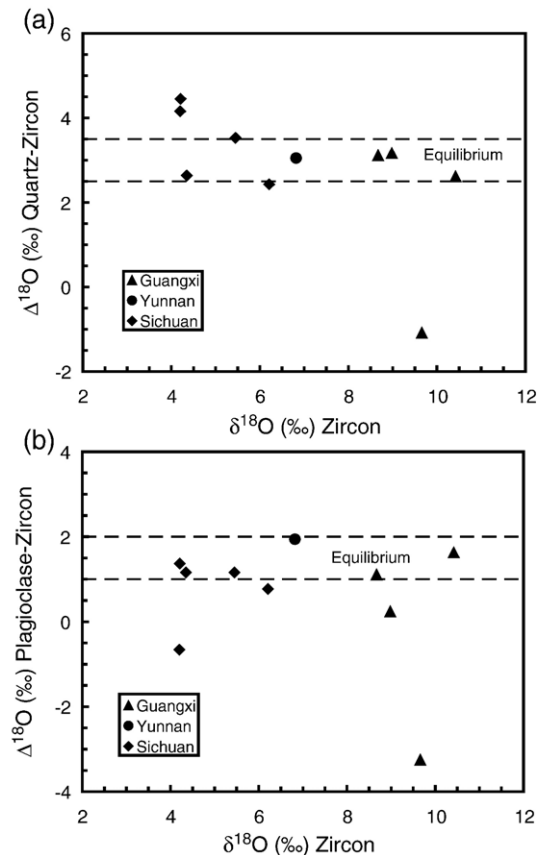 (a)
6
4
2
0
-2
Δ¹⁸O (‰) Quartz-Zircon
Equilibrium
Guangxi
Yunnan
Sichuan
2 4 6 8 10 12
δ¹⁸O (‰) Zircon
(b)
4
2
0
-2
-4
Δ¹⁸O (‰) Plagioclase-Zircon
Equilibrium
Guangxi
Yunnan
Sichuan
2 4 6 8 10 12
δ¹⁸O (‰) Zircon